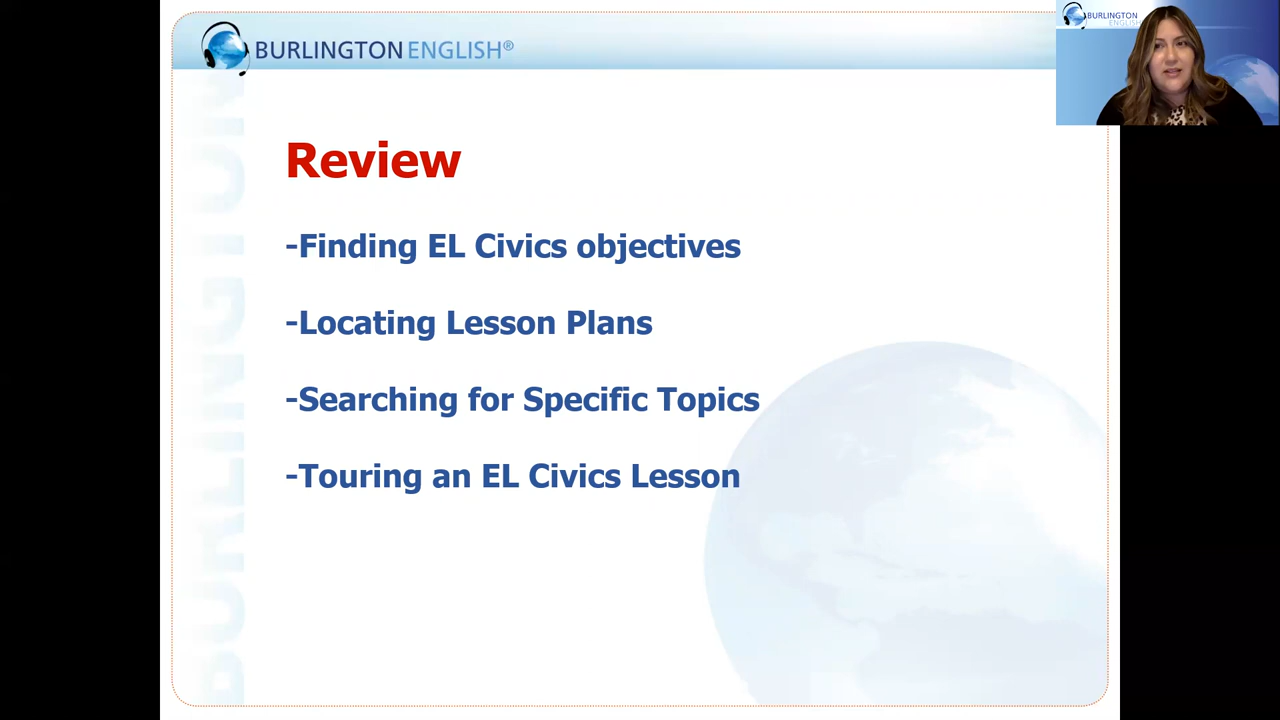 BURLINGTON ENGLISH®
BURLINGTON
ENGLISH
Review
-Finding EL Civics objectives
-Locating Lesson Plans
-Searching for Specific Topics
-Touring an EL Civics Lesson